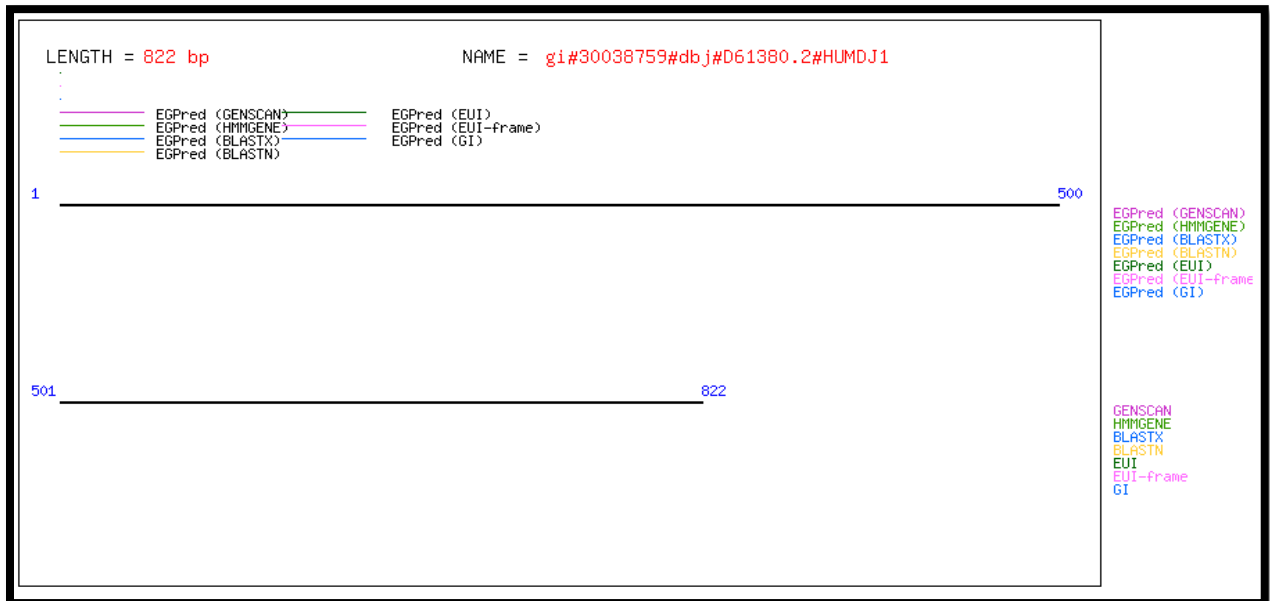 LENGTH = 822 bp NAME = gi#30038759#dbj#D61380.2#HUMDJ1
EGPred (GENSCAN) EGPred (EUI)
EGPred (HMMGENE) EGPred (EUI-frame)
EGPred (BLASTX) EGPred (GI)
EGPred (BLASTN)
1 500
EGPred (GENSCAN)
EGPred (HMMGENE)
EGPred (BLASTX)
EGPred (BLASTN)
EGPred (EUI)
EGPred (EUI-frame
EGPred (GI)
501 822
GENSCAN
HMMGENE
BLASTX
BLASTN
EUI
EUI-frame
GI